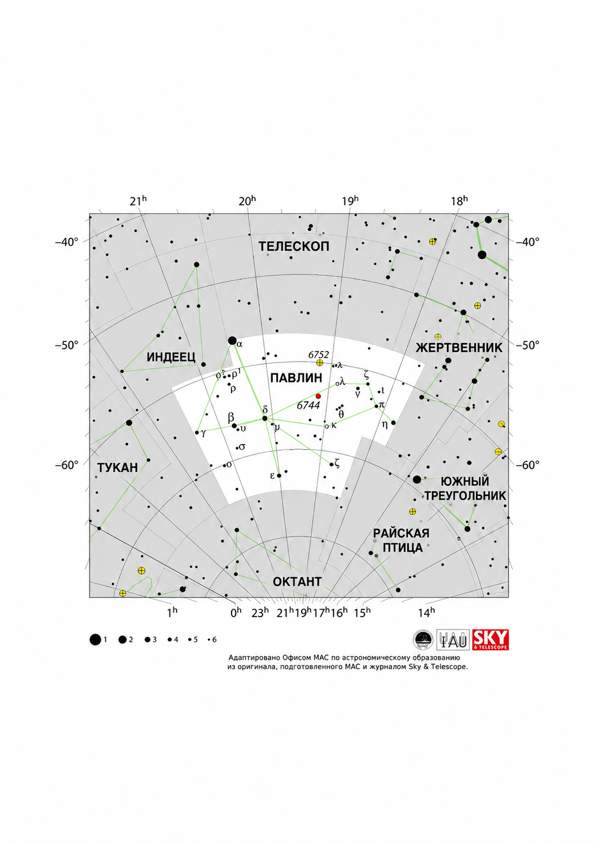 21h 20h 19h 18h
−40° −40°
ТЕЛЕСКОП
−50° −50°
α
ИНДЕЕЦ
6752
ЖЕРТВЕННИК
λ
ρ1
ПАВЛИН
λ ζ
ρ ν ι
6744
π
δ θ
β υ μ κ η
γ
σ
ο ζ
ТУКАН
−60° −60°
ε
ЮЖНЫЙ
ТРЕУГОЛЬНИК
РАЙСКАЯ
ПТИЦА
ОКТАНТ
1h 0h 23h 21h 19h 17h 16h 15h 14h
1 2 3 4 5 6
IAU
SKY
& TELESCOPE
Адаптировано Офисом МАС по астрономическому образованию
из оригинала, подготовленного МАС и журналом Sky & Telescope.